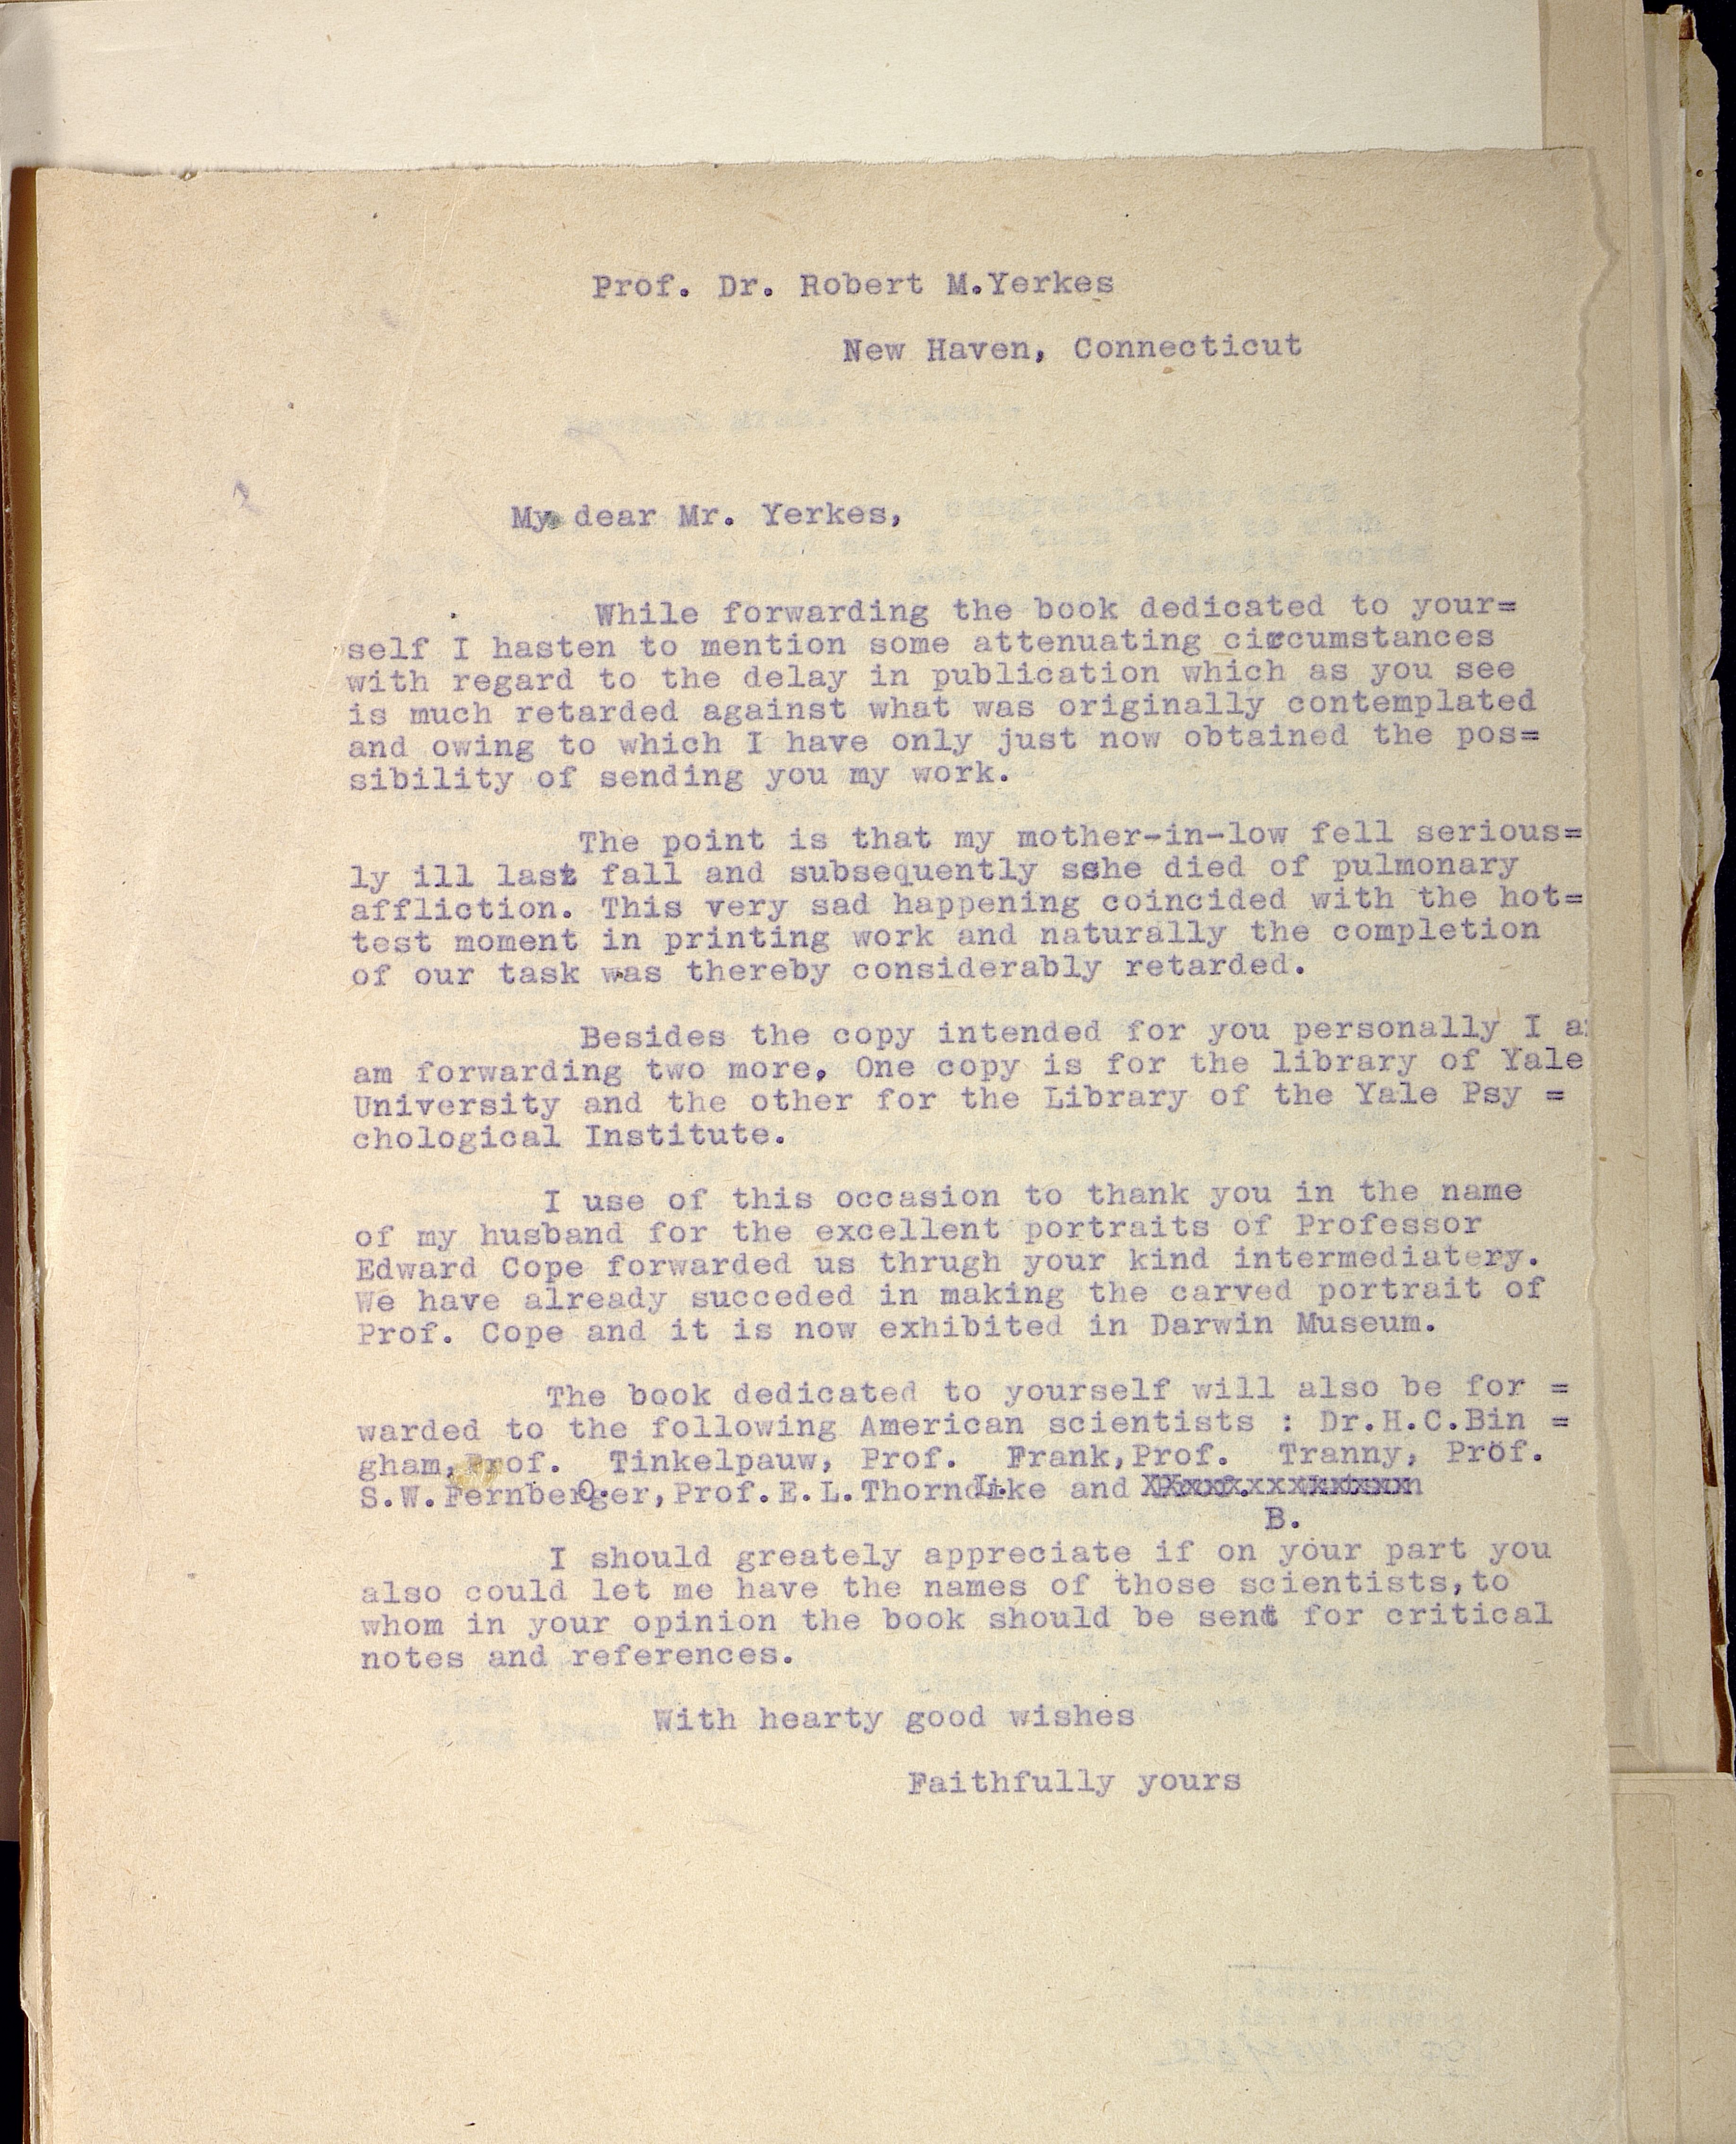 Prof. Dr. Robert M.Yerkes
New Haven, Connecticut
My dear Mr. Yerkes,
While forwarding the book dedicated to your=
self I hasten to mention some attenuating circumstances
with regard to the delay in publication which as you see
is much retarded against what was originally contemplated
and owing to which I have only just now obtained the pos=
sibility of sending you my work.
The point is that my mother-in-low fell serious=
ly ill last fall and subsequently sshe died of pulmonary
affliction. This very sad happening coincided with the hot=
test moment in printing work and naturally the completion
of our task was thereby considerably retarded.
Besides the copy intended for you personally I a
am forwarding two more. One copy is for the library of Yale
University and the other for the Library of the Yale Psy =
chological Institute.
I use of this occasion to thank you in the name
of my husband for the excellent portraits of Professor
Edward Cope forwarded us thrugh your kind intermediatery.
We have already succeded in making the carved portrait of
Prof. Cope and it is now exhibited in Darwin Museum.
The book dedicated to yourself will also be for =
warded to the following American scientists : Dr.H.C.Bin =
gham,Prof. Tinkelpauw, Prof. Frank,Prof. Tranny, Prof.
S.W.Fernberger,Prof.E.L.Thorndike and
B.
I should greately appreciate if on your part you
also could let me have the names of those scientists,to
whom in your opinion the book should be sent for critical
notes and references.
With hearty good wishes
Faithfully yours